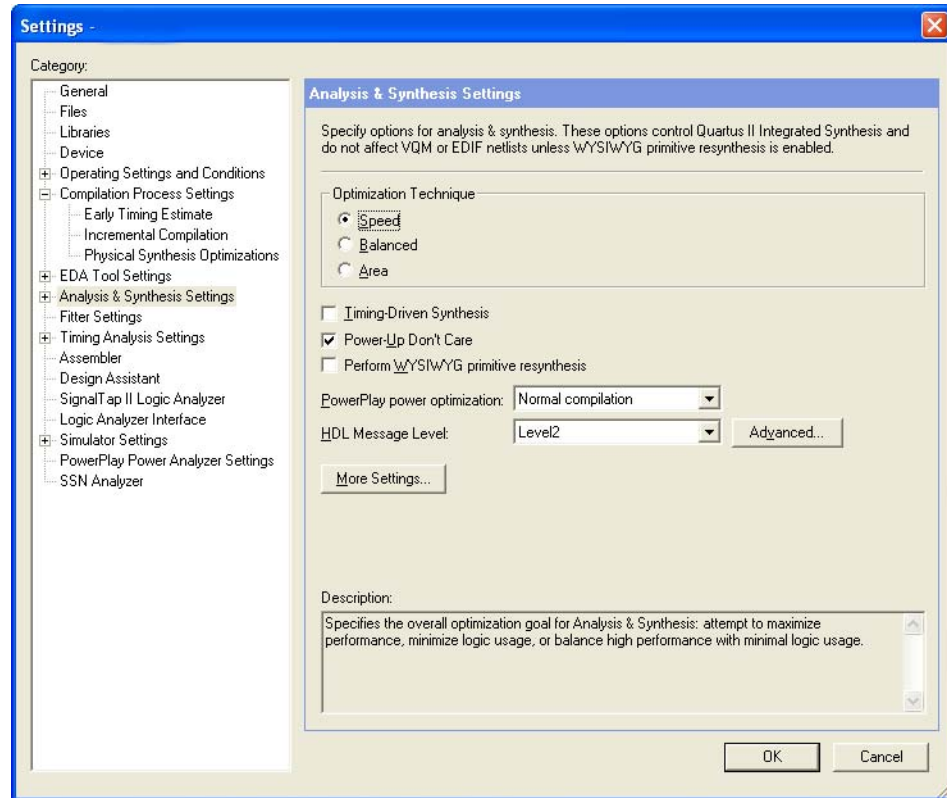 Settings -
Category:
General
Files
Libraries
Device
Operating Settings and Conditions
Compilation Process Settings
Early Timing Estimate
Incremental Compilation
Physical Synthesis Optimizations
EDA Tool Settings
Analysis & Synthesis Settings
Fitter Settings
Timing Analysis Settings
Assembler
Design Assistant
SignalTap II Logic Analyzer
Logic Analyzer Interface
Simulator Settings
PowerPlay Power Analyzer Settings
SSN Analyzer
Analysis & Synthesis Settings
Specify options for analysis & synthesis. These options control Quartus II Integrated Synthesis and
do not affect VQM or EDIF netlists unless WYSIWYG primitive resynthesis is enabled.
Optimization Technique
Speed
Balanced
Area
Timing-Driven Synthesis
Power-Up Don't Care
Perform WYSIWYG primitive resynthesis
PowerPlay power optimization: Normal compilation
HDL Message Level: Level2 Advanced...
More Settings...
Description:
Specifies the overall optimization goal for Analysis & Synthesis: attempt to maximize
performance, minimize logic usage, or balance high performance with minimal logic usage.
OK Cancel